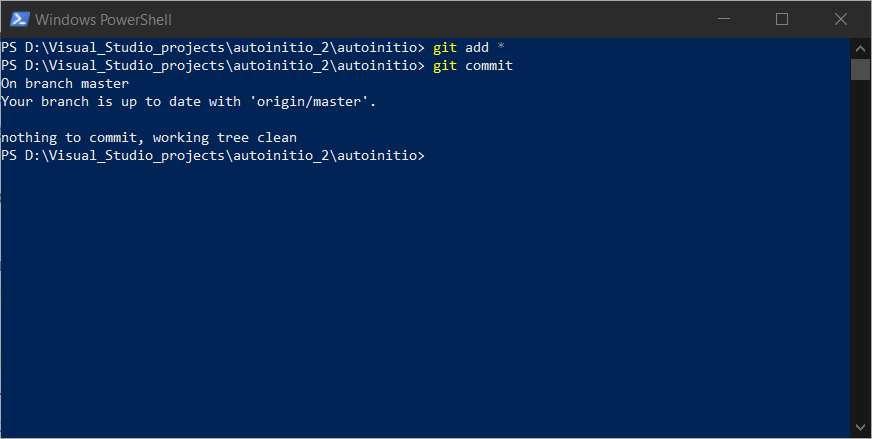 Windows PowerShell
PS D:\Visual_Studio_projects\autoinitio_2\autoinitio> git add *
PS D:\Visual_Studio_projects\autoinitio_2\autoinitio> git commit
On branch master
Your branch is up to date with 'origin/master'.
nothing to commit, working tree clean
PS D:\Visual_Studio_projects\autoinitio_2\autoinitio>